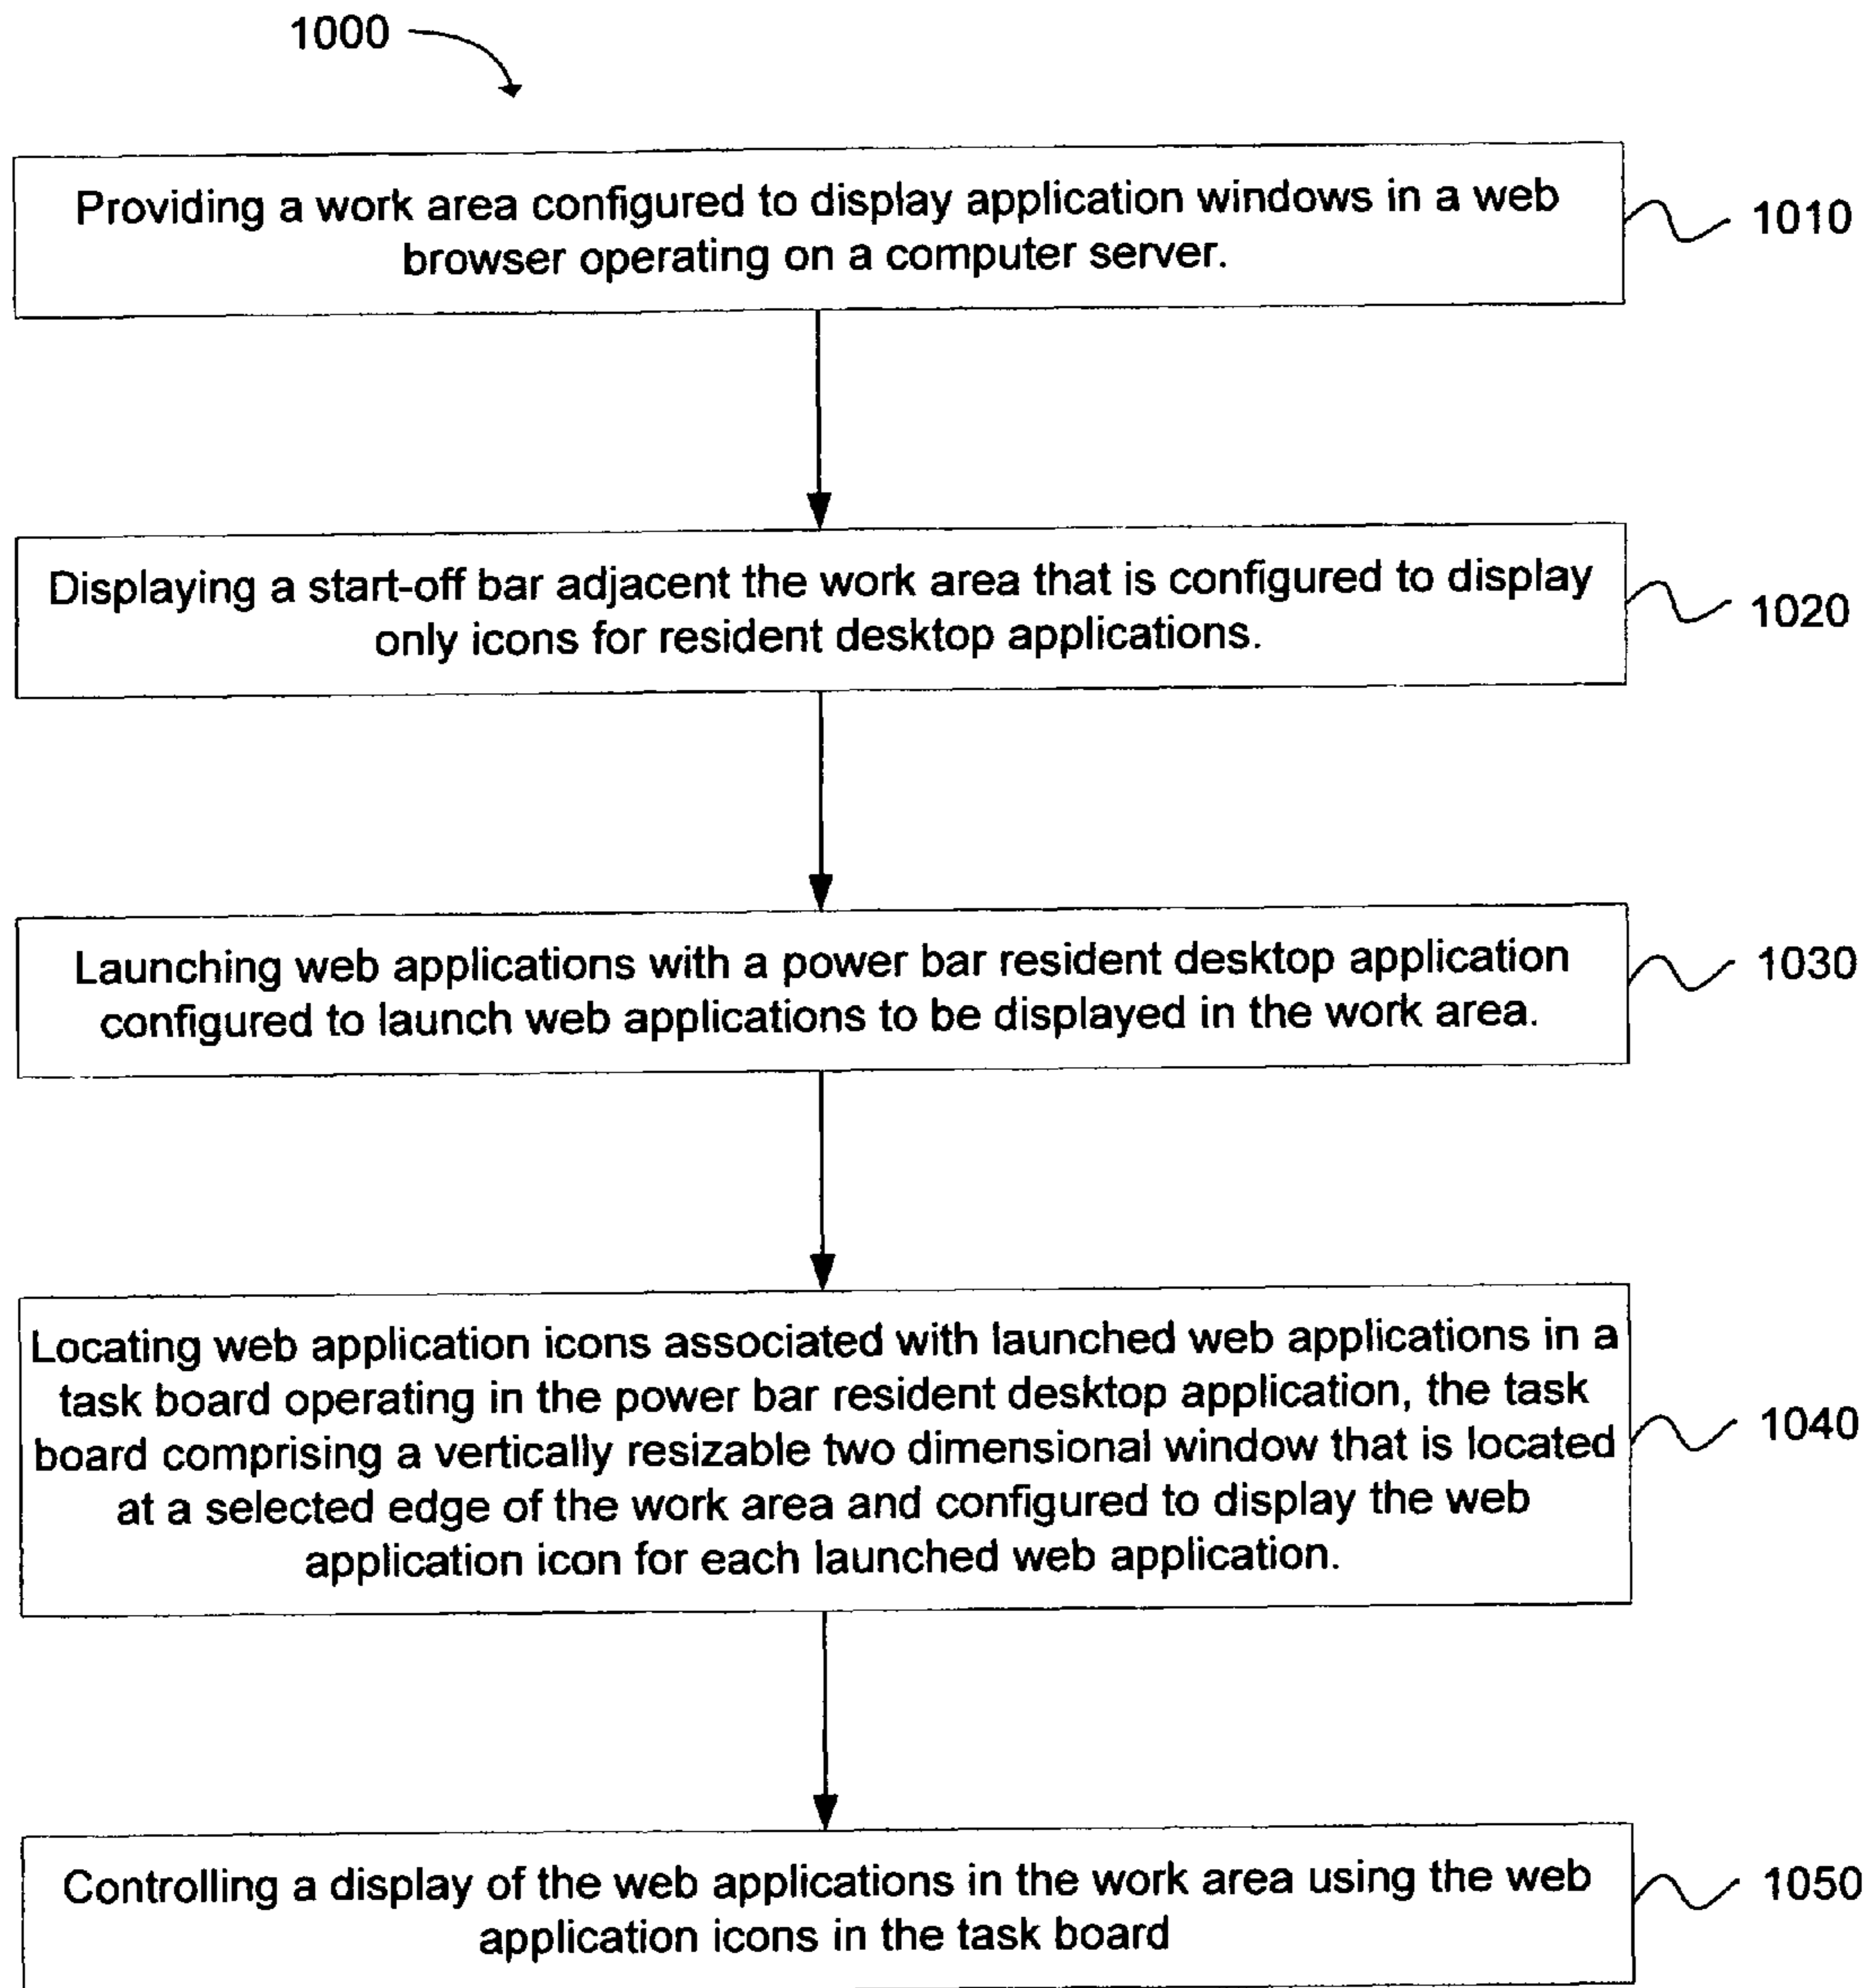 1000
Providing a work area configured to display application windows in a web
browser operating on a computer server.
1010
Displaying a start-off bar adjacent the work area that is configured to display
only icons for resident desktop applications.
1020
Launching web applications with a power bar resident desktop application
configured to launch web applications to be displayed in the work area.
1030
Locating web application icons associated with launched web applications in a
task board operating in the power bar resident desktop application, the task
board comprising a vertically resizable two dimensional window that is located
at a selected edge of the work area and configured to display the web
application icon for each launched web application.
1040
Controlling a display of the web applications in the work area using the web
application icons in the task board
1050